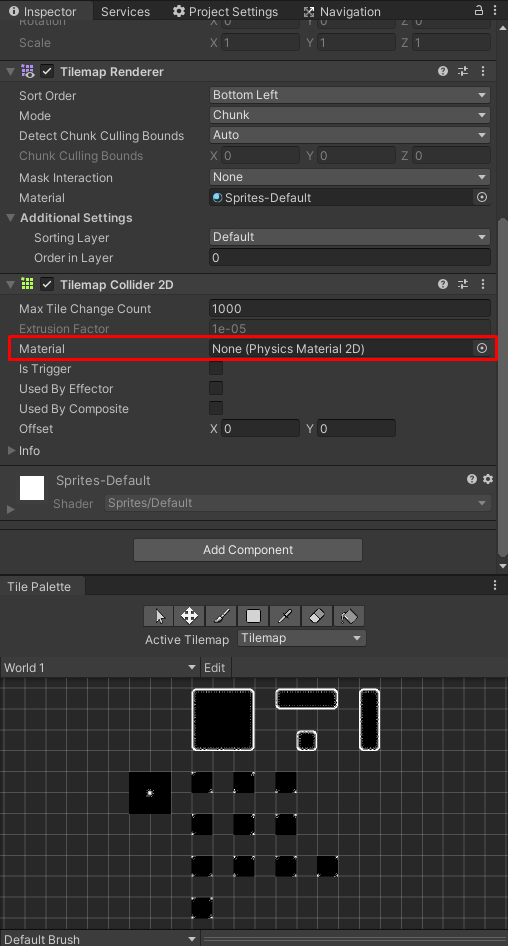 Inspector Services Project Settings Navigation
Rotation X 0 Y 0 Z 0
Scale X 1 Y 1 Z 1
Tilemap Renderer
Sort Order Bottom Left
Mode Chunk
Detect Chunk Culling Bounds Auto
Chunk Culling Bounds X 0 Y 0 Z 0
Mask Interaction None
Material Sprites-Default
Additional Settings
Sorting Layer Default
Order in Layer 0
Tilemap Collider 2D
Max Tile Change Count 1000
Extrusion Factor 1e-05
Material None (Physics Material 2D)
Is Trigger
Used By Effector
Used By Composite
Offset X 0 Y 0
Info
Sprites-Default
Shader Sprites/Default
Add Component
Tile Palette
Active Tilemap Tilemap
World 1 Edit
Default Brush